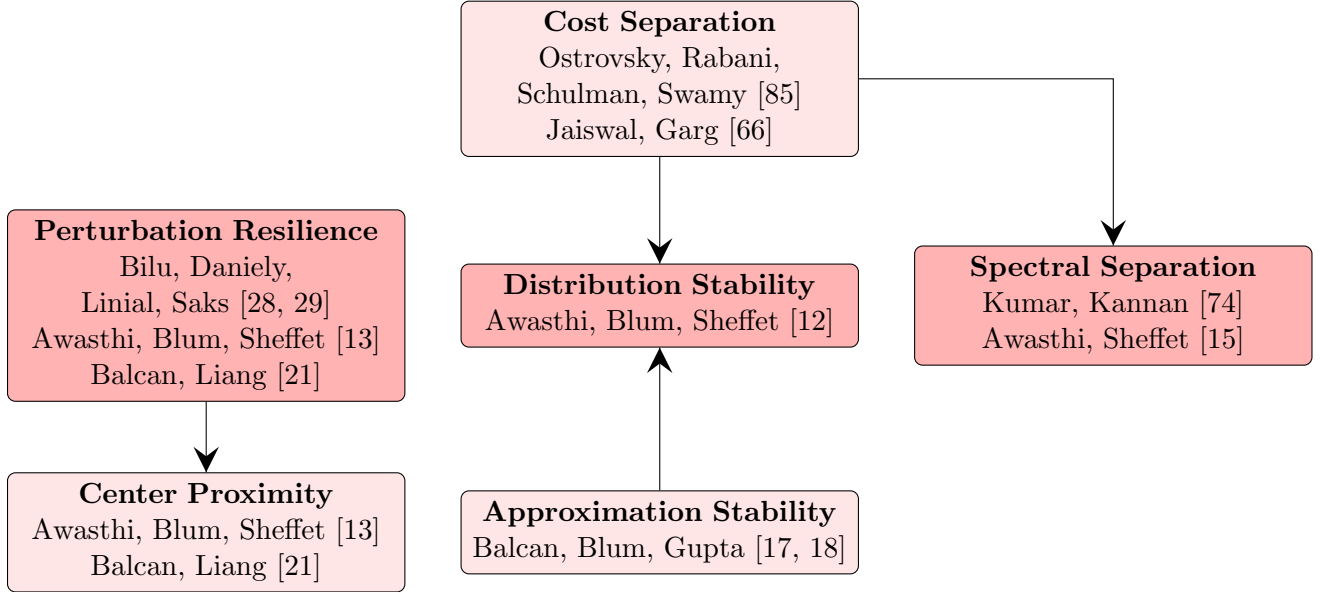 Cost Separation
Ostrovsky, Rabani,
Schulman, Swamy [85]
Jaiswal, Garg [66]
Perturbation Resilience
Bilu, Daniely,
Linial, Saks [28, 29]
Awasthi, Blum, Sheffet [13]
Balcan, Liang [21]
Distribution Stability
Awasthi, Blum, Sheffet [12]
Spectral Separation
Kumar, Kannan [74]
Awasthi, Sheffet [15]
Center Proximity
Awasthi, Blum, Sheffet [13]
Balcan, Liang [21]
Approximation Stability
Balcan, Blum, Gupta [17, 18]